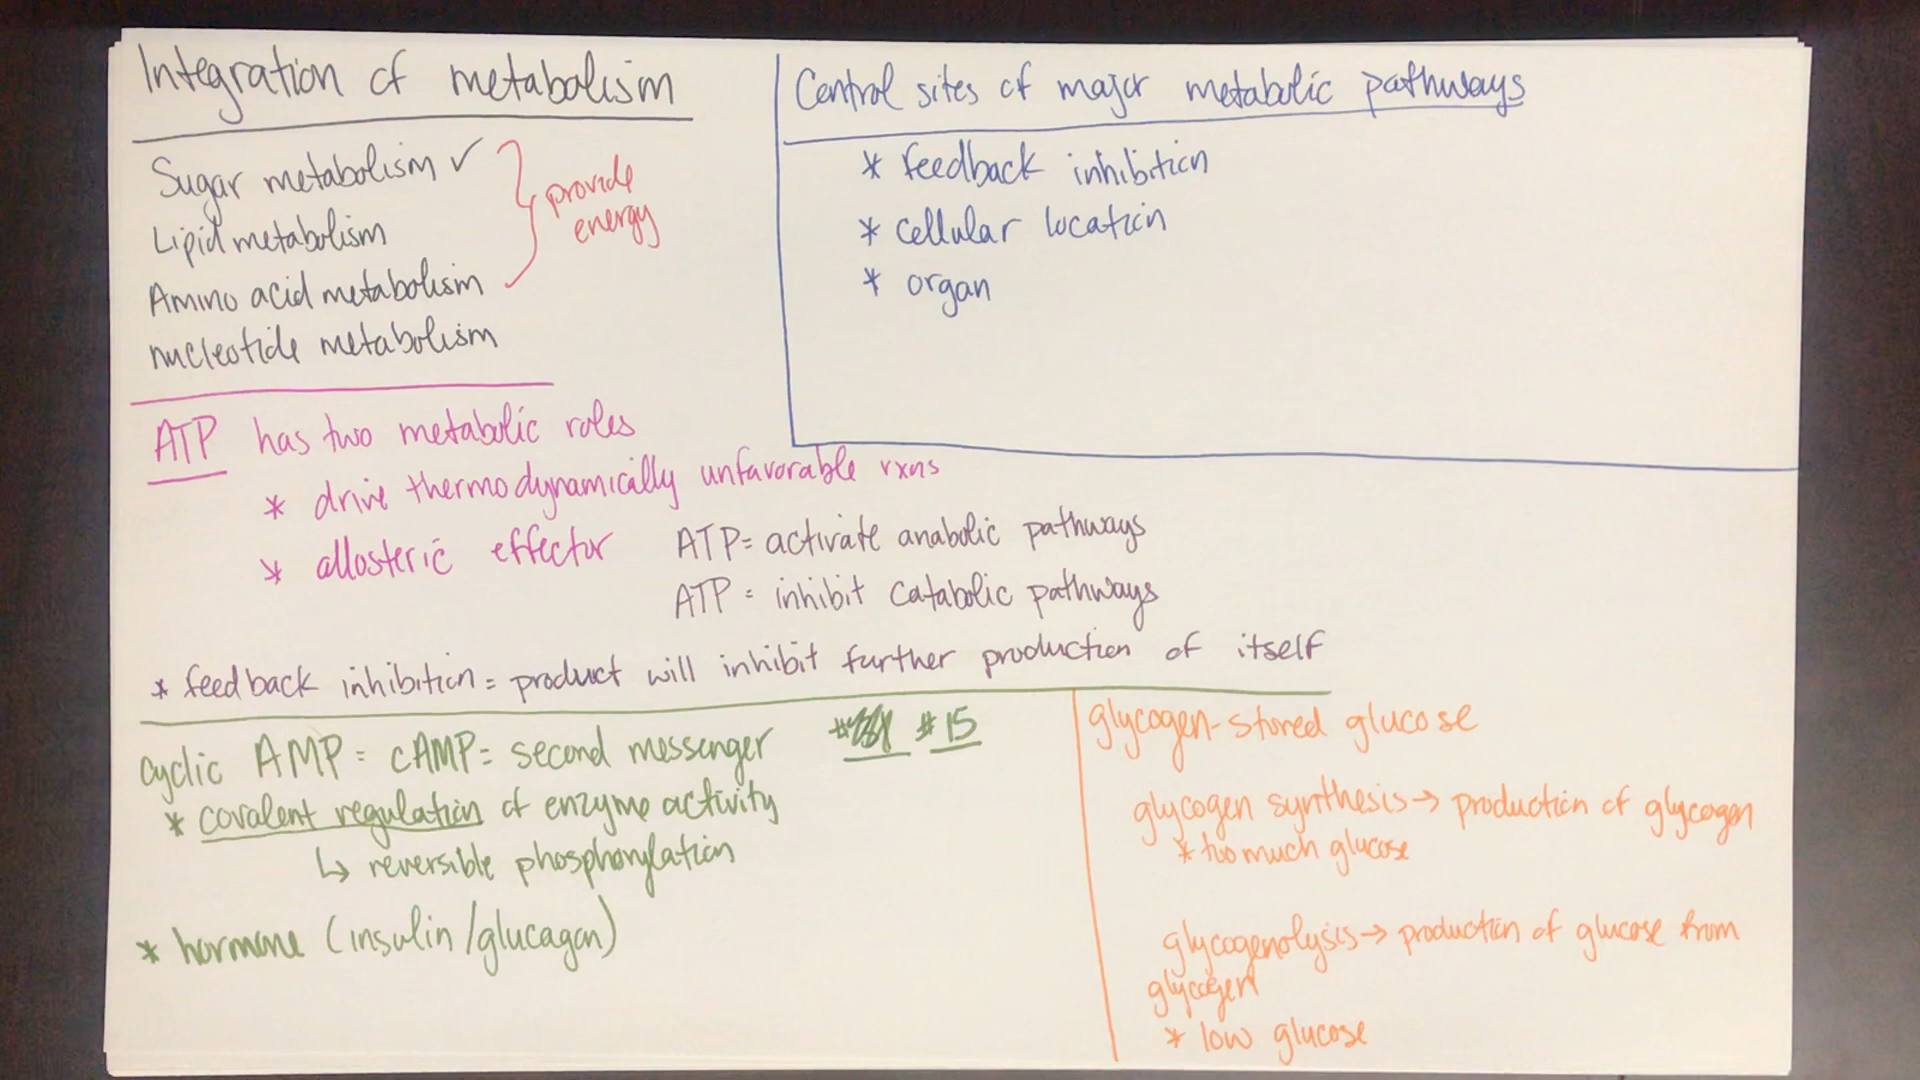 Integration of metabolism
Sugar metabolism ✓
Lipid metabolism
Amino acid metabolism
nucleotide metabolism
provide
energy
Control sites of major metabolic pathways
* feedback inhibition
* cellular location
* organ
ATP has two metabolic roles
* drive thermodynamically unfavorable rxns
* allosteric effector ATP = activate anabolic pathways
ATP = inhibit catabolic pathways
* feedback inhibition = product will inhibit further production of itself
cyclic AMP = cAMP = second messenger # #15
* covalent regulation of enzyme activity
↳ reversible phosphorylation
* hormone (insulin/glucagon)
glycogen-stored glucose
glycogen synthesis → production of glycogen
* too much glucose
glycogenolysis → production of glucose from
glycogen
* low glucose